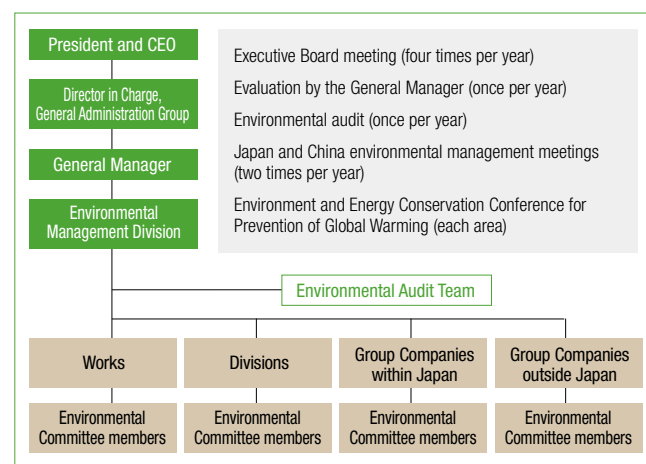 President and CEO
Director in Charge,
General Administration Group
General Manager
Environmental
Management Division
Executive Board meeting (four times per year)
Evaluation by the General Manager (once per year)
Environmental audit (once per year)
Japan and China environmental management meetings
(two times per year)
Environment and Energy Conservation Conference for
Prevention of Global Warming (each area)
Environmental Audit Team
Works
Divisions
Group Companies
within Japan
Group Companies
outside Japan
Environmental
Committee members
Environmental
Committee members
Environmental
Committee members
Environmental
Committee members